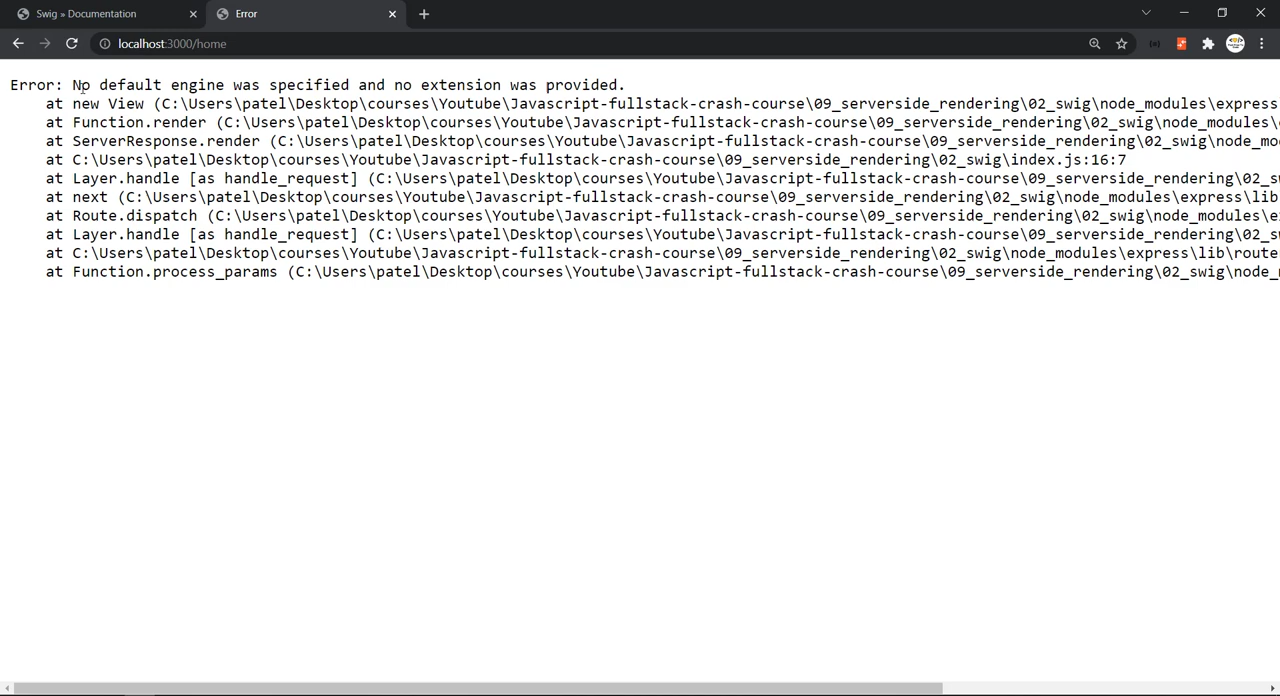 Swig » Documentation
Error
localhost:3000/home
Error: No default engine was specified and no extension was provided.
at new View (C:\Users\patel\Desktop\courses\Youtube\Javascript-fullstack-crash-course\09_serverside_rendering\02_swig\node_modules\express
at Function.render (C:\Users\patel\Desktop\courses\Youtube\Javascript-fullstack-crash-course\09_serverside_rendering\02_swig\node_modules\
at ServerResponse.render (C:\Users\patel\Desktop\courses\Youtube\Javascript-fullstack-crash-course\09_serverside_rendering\02_swig\node_mo
at C:\Users\patel\Desktop\courses\Youtube\Javascript-fullstack-crash-course\09_serverside_rendering\02_swig\index.js:16:7
at Layer.handle [as handle_request] (C:\Users\patel\Desktop\courses\Youtube\Javascript-fullstack-crash-course\09_serverside_rendering\02_s
at next (C:\Users\patel\Desktop\courses\Youtube\Javascript-fullstack-crash-course\09_serverside_rendering\02_swig\node_modules\express\lib
at Route.dispatch (C:\Users\patel\Desktop\courses\Youtube\Javascript-fullstack-crash-course\09_serverside_rendering\02_swig\node_modules\e
at Layer.handle [as handle_request] (C:\Users\patel\Desktop\courses\Youtube\Javascript-fullstack-crash-course\09_serverside_rendering\02_s
at C:\Users\patel\Desktop\courses\Youtube\Javascript-fullstack-crash-course\09_serverside_rendering\02_swig\node_modules\express\lib\route
at Function.process_params (C:\Users\patel\Desktop\courses\Youtube\Javascript-fullstack-crash-course\09_serverside_rendering\02_swig\node_